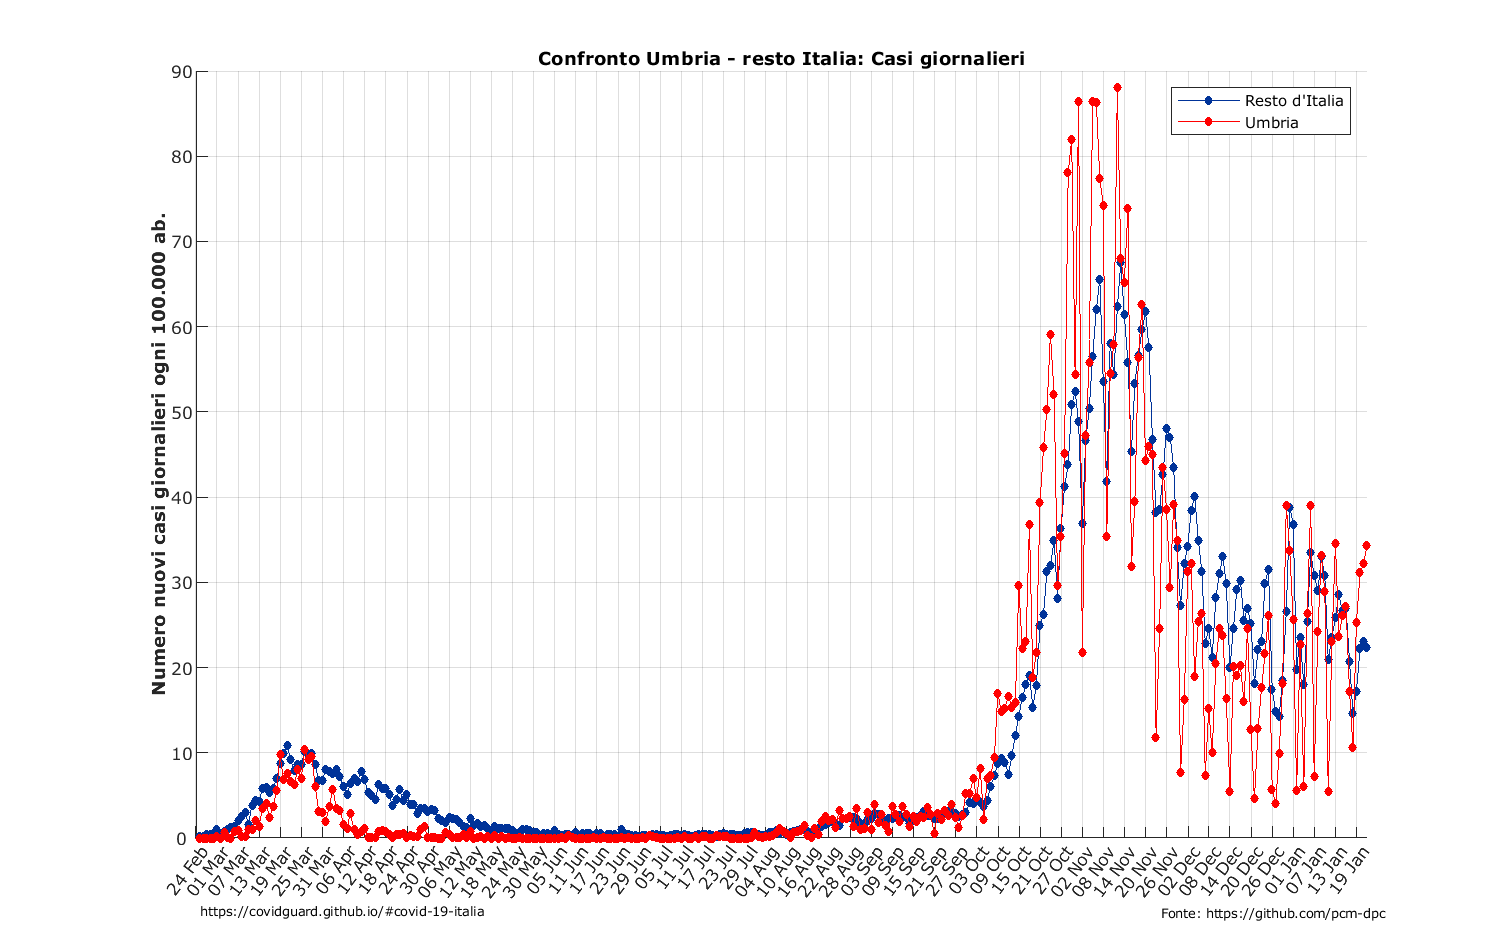 Confronto Umbria - resto Italia: Casi giornalieri
Resto d'Italia
Umbria
Numero nuovi casi giornalieri ogni 100.000 ab.
90
80
70
60
50
40
30
20
10
0
24 Feb
01 Mar
07 Mar
13 Mar
19 Mar
25 Mar
31 Mar
06 Apr
12 Apr
18 Apr
24 Apr
30 Apr
06 May
12 May
18 May
24 May
30 May
05 Jun
11 Jun
17 Jun
23 Jun
29 Jun
05 Jul
11 Jul
17 Jul
23 Jul
29 Jul
04 Aug
10 Aug
16 Aug
22 Aug
28 Aug
03 Sep
09 Sep
15 Sep
21 Sep
27 Sep
03 Oct
09 Oct
15 Oct
21 Oct
27 Oct
02 Nov
08 Nov
14 Nov
20 Nov
26 Nov
02 Dec
08 Dec
14 Dec
20 Dec
26 Dec
01 Jan
07 Jan
13 Jan
19 Jan
https://covidguard.github.io/#covid-19-italia
Fonte: https://github.com/pcm-dpc